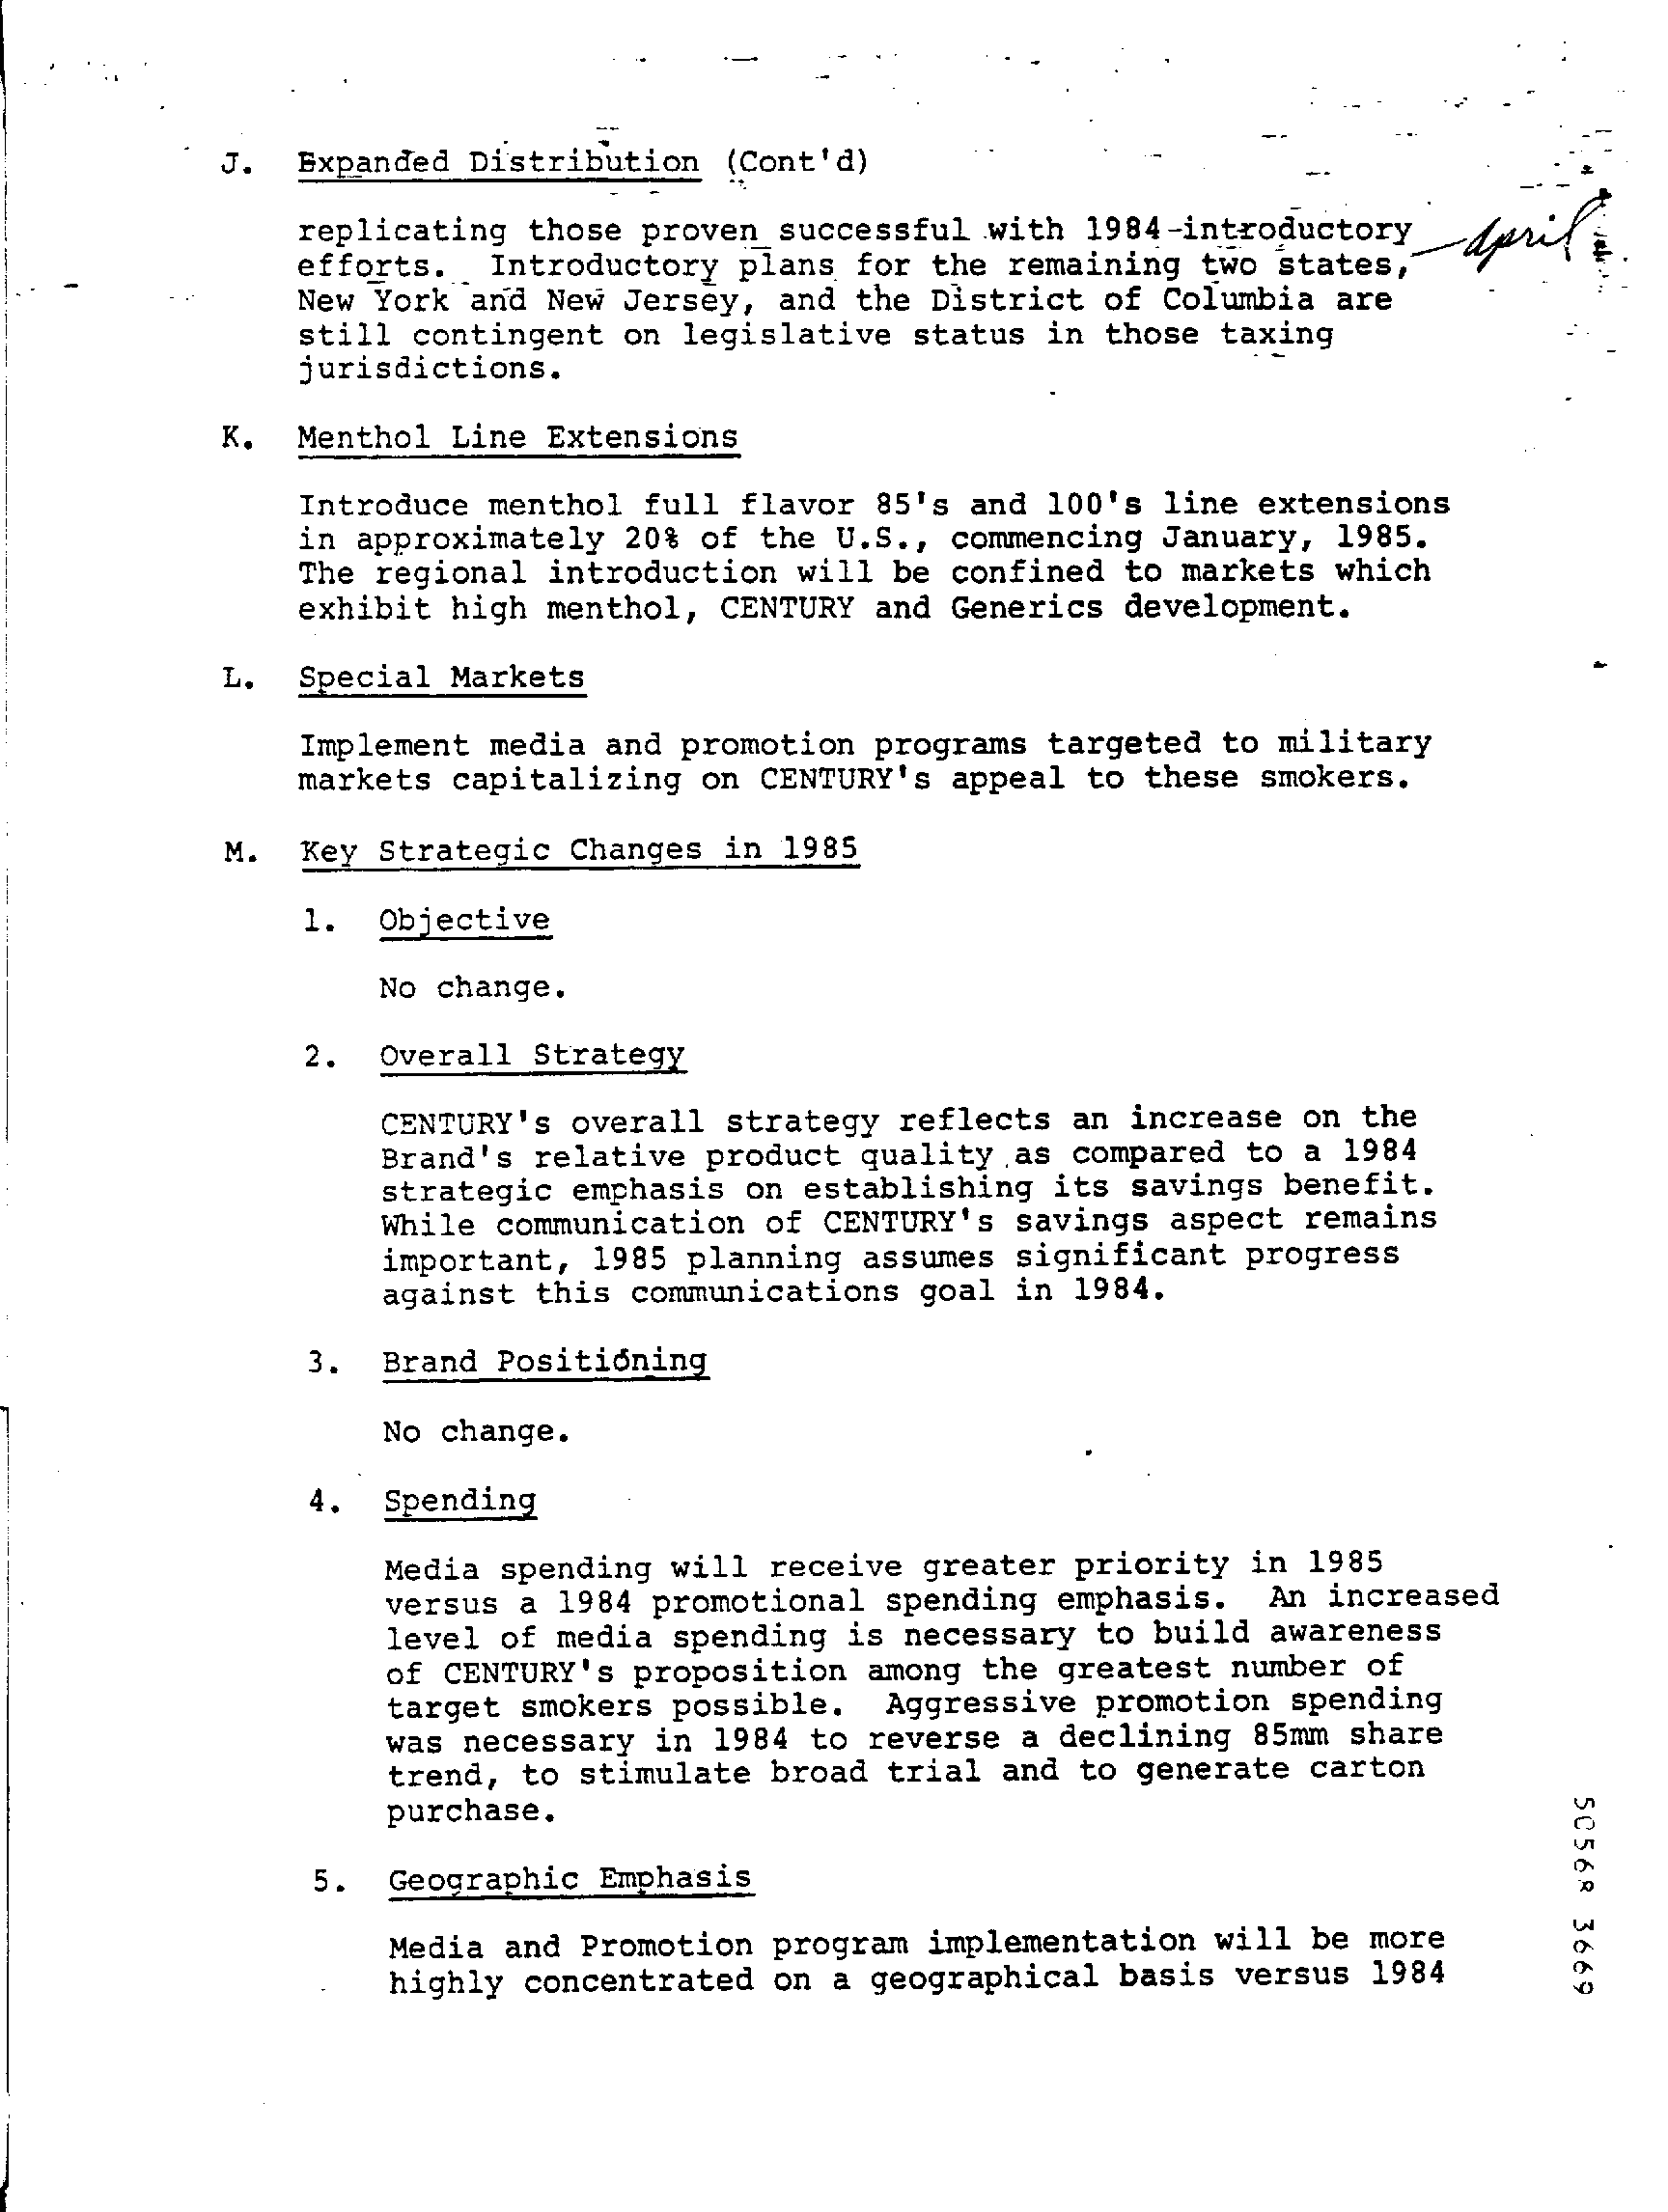 J. Expanded Distribution (Cont'd)
replicating those proven successful with 1984 introductory
efforts. Introductory plans for the remaining two states,
April
New York and New Jersey, and the District of Columbia are
still contingent on legislative status in those taxing
jurisdictions.
K. Menthol Line Extensions
Introduce menthol full flavor 85's and 100's line extensions
in approximately 20% of the U.S., commencing January, 1985.
The regional introduction will be confined to markets which
exhibit high menthol, CENTURY and Generics development.
L. Special Markets
Implement media and promotion programs targeted to military
markets capitalizing on CENTURY's appeal to these smokers.
M. Key Strategic Changes in 1985
1. Objective
No change.
2. Overall Strategy
CENTURY's overall strategy reflects an increase on the
Brand's relative product quality as compared to a 1984
strategic emphasis on establishing its savings benefit.
While communication of CENTURY's savings aspect remains
important, 1985 planning assumes significant progress
against this communications goal in 1984.
3. Brand Positioning
No change.
4. Spending
Media spending will receive greater priority in 1985
versus a 1984 promotional spending emphasis. An increased
level of media spending is necessary to build awareness
of CENTURY's proposition among the greatest number of
target smokers possible. Aggressive promotion spending
was necessary in 1984 to reverse a declining 85mm share
trend, to stimulate broad trial and to generate carton
purchase.
5. Geographic Emphasis
Media and Promotion program implementation will be more
highly concentrated on a geographical basis versus 1984
50568 3669